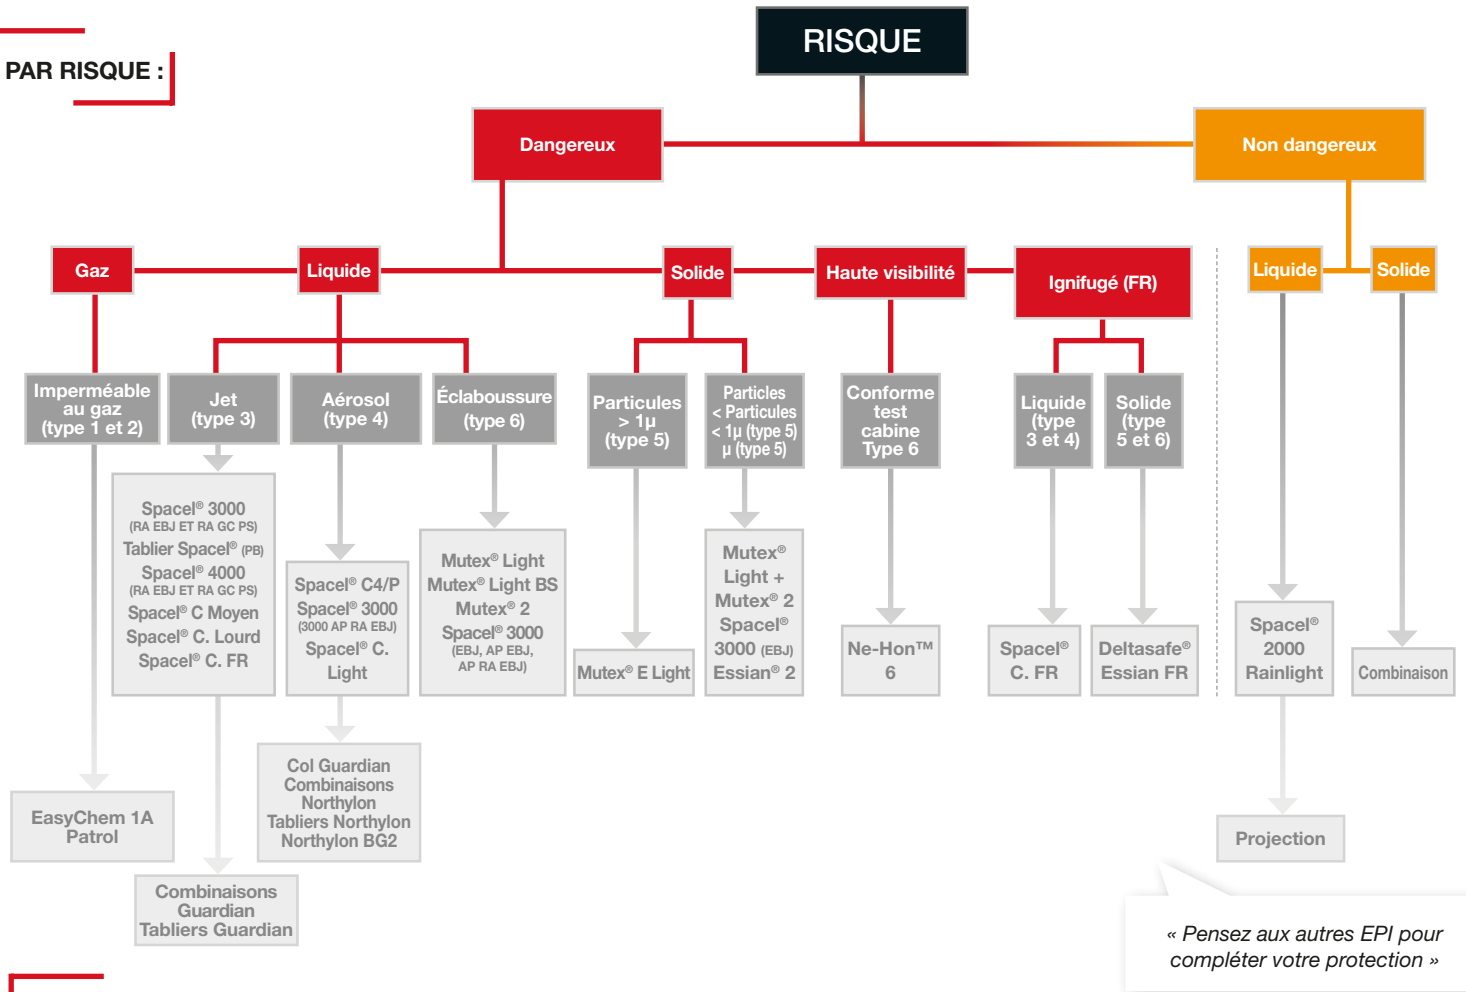 RISQUE
PAR RISQUE :
Dangereux
Non dangereux
Gaz
Liquide
Solide
Haute visibilité
Ignifugé (FR)
Liquide
Solide
Imperméable
au gaz
(type 1 et 2)
Jet
(type 3)
Aérosol
(type 4)
Éclaboussure
(type 6)
Particules
> 1µ
(type 5)
Particles
< Particules
< 1µ (type 5)
µ (type 5)
Conforme
test
cabine
Type 6
Liquide
(type
3 et 4)
Solide
(type
5 et 6)
Spacel® 3000
(RA EBJ ET RA GC PS)
Tablier Spacel® (PB)
Spacel® 4000
(RA EBJ ET RA GC PS)
Spacel® C Moyen
Spacel® C. Lourd
Spacel® C. FR
Spacel® C4/P
Spacel® 3000
(3000 AP RA EBJ)
Spacel® C.
Light
Mutex® Light
Mutex® Light BS
Mutex® 2
Spacel® 3000
(EBJ, AP EBJ,
AP RA EBJ)
Mutex® E Light
Mutex®
Light +
Mutex® 2
Spacel®
3000 (EBJ)
Essian® 2
Ne-Hon™
6
Spacel®
C. FR
Deltasafe®
Essian FR
Spacel®
2000
Rainlight
Combinaison
EasyChem 1A
Patrol
Col Guardian
Combinaisons
Northylon
Tabliers Northylon
Northylon BG2
Projection
Combinaisons
Guardian
Tabliers Guardian
« Pensez aux autres EPI pour
compléter votre protection »